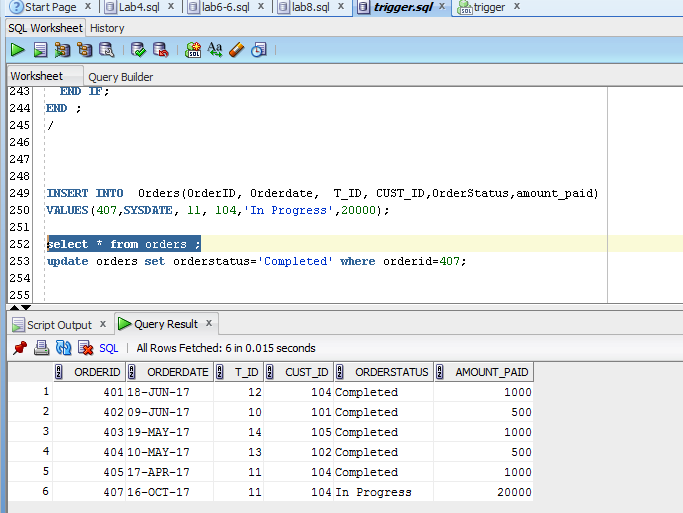 Start Page x Lab4.sql x lab6-6.sql x lab8.sql x trigger.sql x trigger x
SQL Worksheet History
Worksheet Query Builder
243 END IF;
244 END ;
245 /
246
247
248
249 INSERT INTO Orders(OrderID, Orderdate, T_ID, CUST_ID,OrderStatus,amount_paid)
250 VALUES(407,SYSDATE, 11, 104,'In Progress',20000);
251
252 select * from orders ;
253 update orders set orderstatus='Completed' where orderid=407;
254
255
Script Output x Query Result x
SQL | All Rows Fetched: 6 in 0.015 seconds
ORDERID ORDERDATE T_ID CUST_ID ORDERSTATUS AMOUNT_PAID
1 401 18-JUN-17 12 104 Completed 1000
2 402 09-JUN-17 10 101 Completed 500
3 403 19-MAY-17 14 105 Completed 1000
4 404 10-MAY-17 13 102 Completed 500
5 405 17-APR-17 11 104 Completed 1000
6 407 16-OCT-17 11 104 In Progress 20000